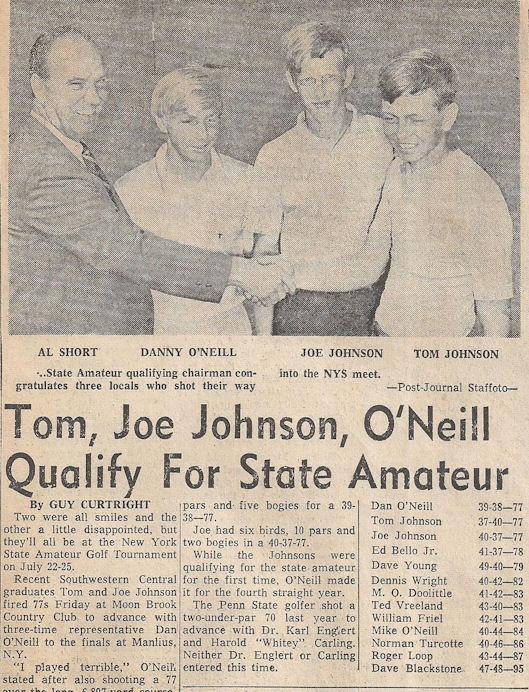 AL SHORT DANNY O'NEILL JOE JOHNSON TOM JOHNSON
...State Amateur qualifying chairman con-
gratulates three locals who shot their way
into the NYS meet.
—Post-Journal Staffoto—
Tom, Joe Johnson, O'Neill
Qualify For State Amateur
By GUY CURTRIGHT
Two were all smiles and the
other a little disappointed, but
they'll all be at the New York
State Amateur Golf Tournament
on July 22-25.
Recent Southwestern Central
graduates Tom and Joe Johnson
fired 77s Friday at Moon Brook
Country Club to advance with
three-time representative Dan
O'Neill to the finals at Manlius,
N.Y.
"I played terrible," O'Neill
stated after also shooting a 77
over the long, 6,807 yard course
pars and five bogies for a 39-
38—77.
Joe had six birds, 10 pars and
two bogies in a 40-37-77.
While the Johnsons were
qualifying for the state amateur
for the first time, O'Neill made
it for the fourth straight year.
The Penn State golfer shot a
two-under-par 70 last year to
advance with Dr. Karl Englert
and Harold "Whitey" Carling.
Neither Dr. Englert or Carling
entered this time.
Dan O'Neill 39-38—77
Tom Johnson 37-40—77
Joe Johnson 40-37—77
Ed Bello Jr. 41-37—78
Dave Young 49-40—79
Dennis Wright 40-42—82
M. O. Doolittle 41-42—83
Ted Vreeland 43-40—83
William Friel 42-41—83
Mike O'Neill 40-44—84
Norman Turcotte 40-46—86
Roger Loop 43-44—87
Dave Blackstone 47-48—95